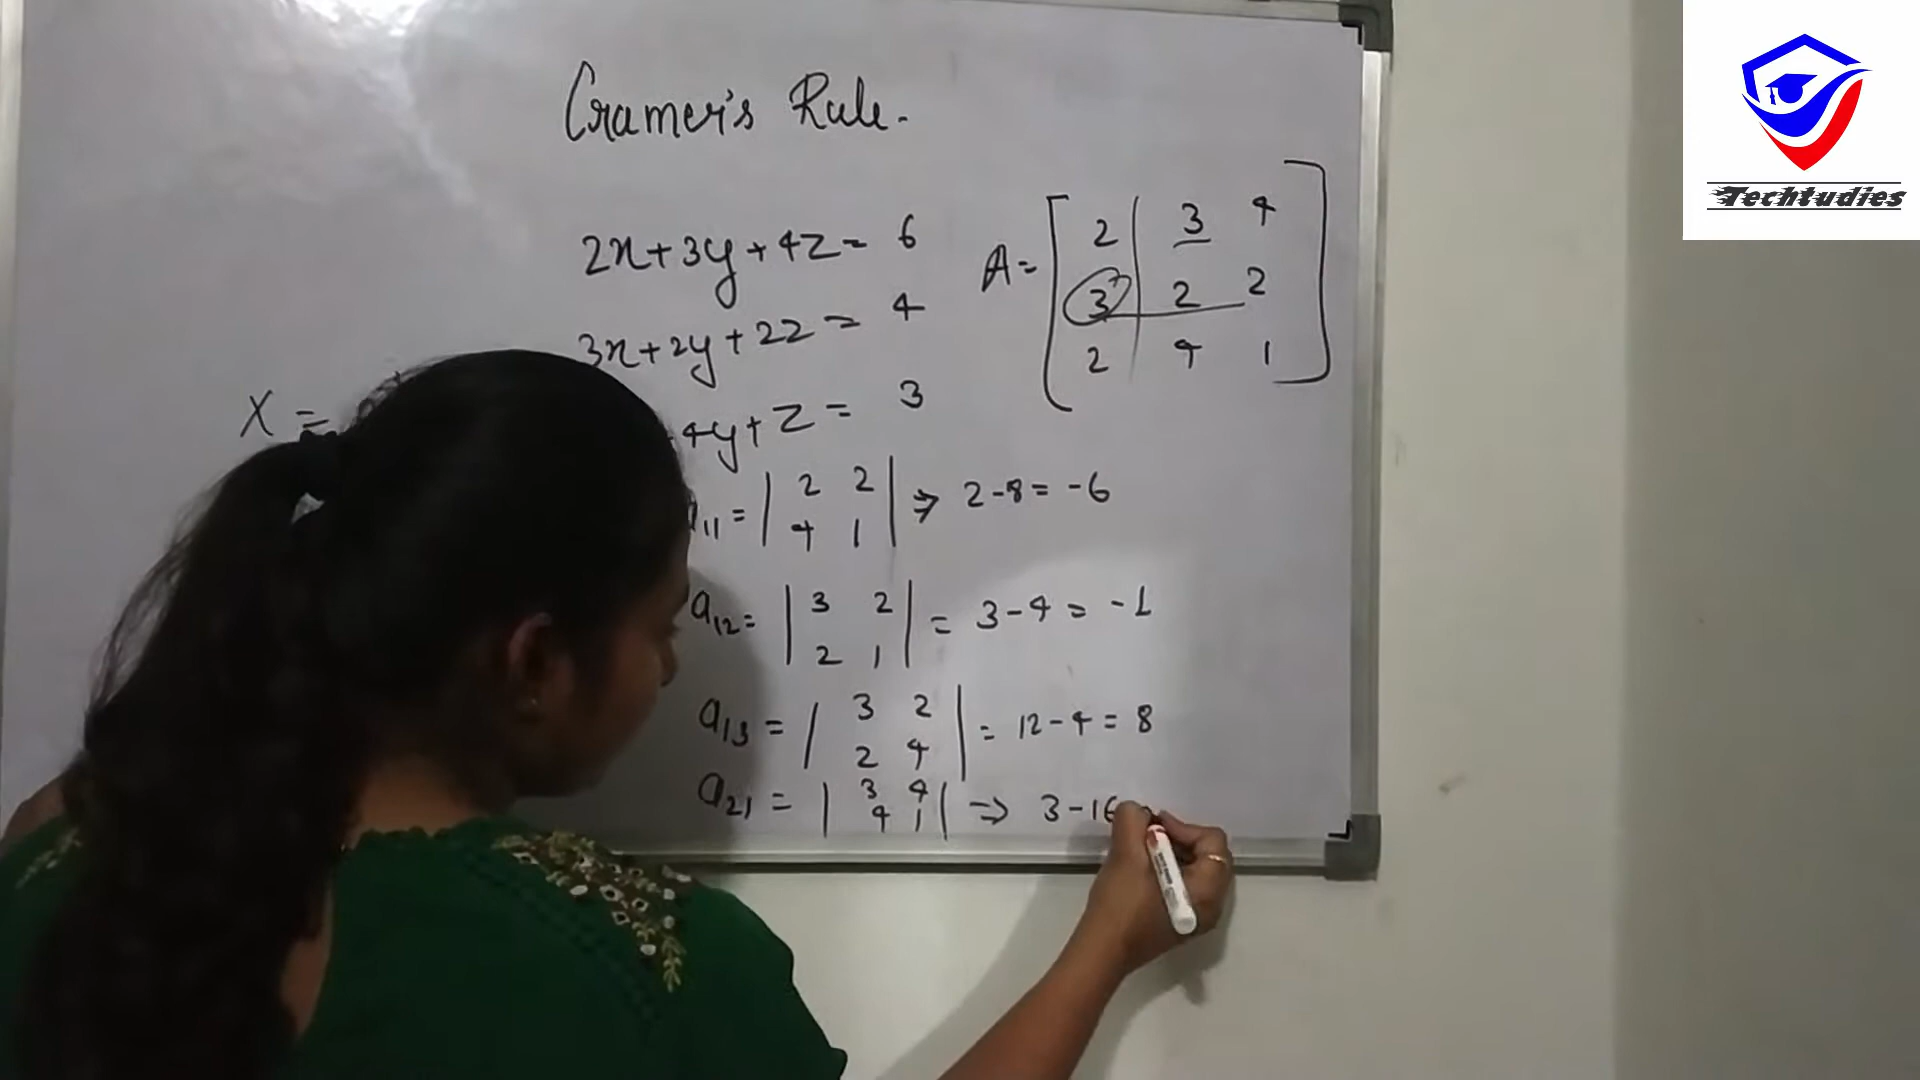 Techtudies
Cramer's Rule.
2x+3y+4z= 6
3x+2y+2z= 4
4y+z= 3
X =
A= [ 2 3 4
3 2 2
2 4 1 ]
a11= | 2 2
4 1 | ⇒ 2-8= -6
a12= | 3 2
2 1 | = 3-4= -1
a13= | 3 2
2 4 | = 12-4= 8
a21= | 3 4
4 1 | ⇒ 3-16